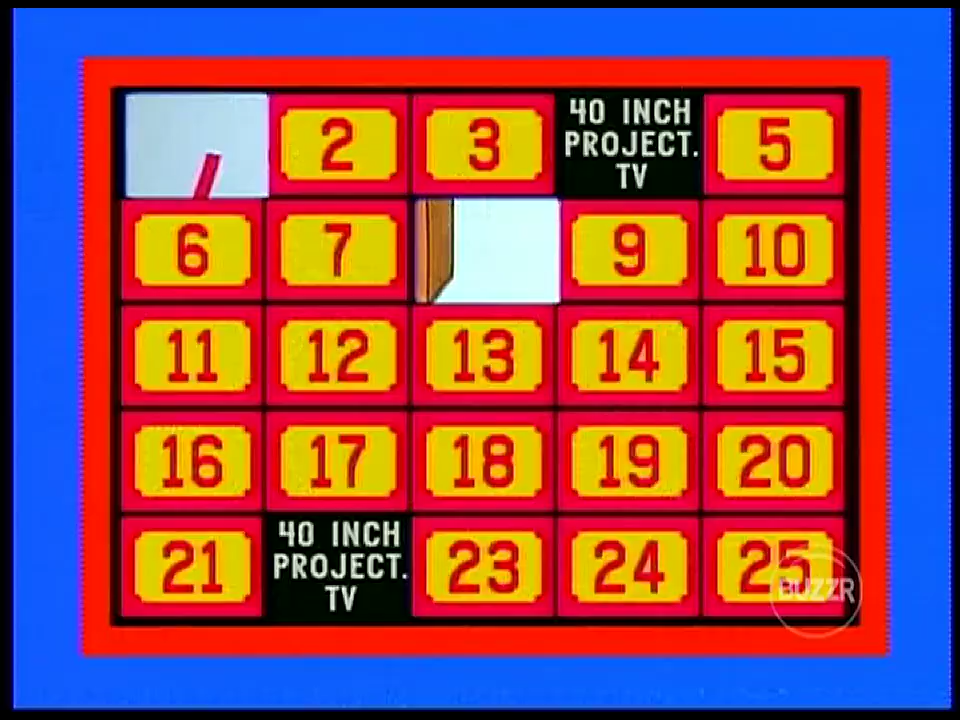 2 3 40 INCH PROJECT. TV 5
6 7 9 10
11 12 13 14 15
16 17 18 19 20
21 40 INCH PROJECT. TV 23 24 25
BUZZR